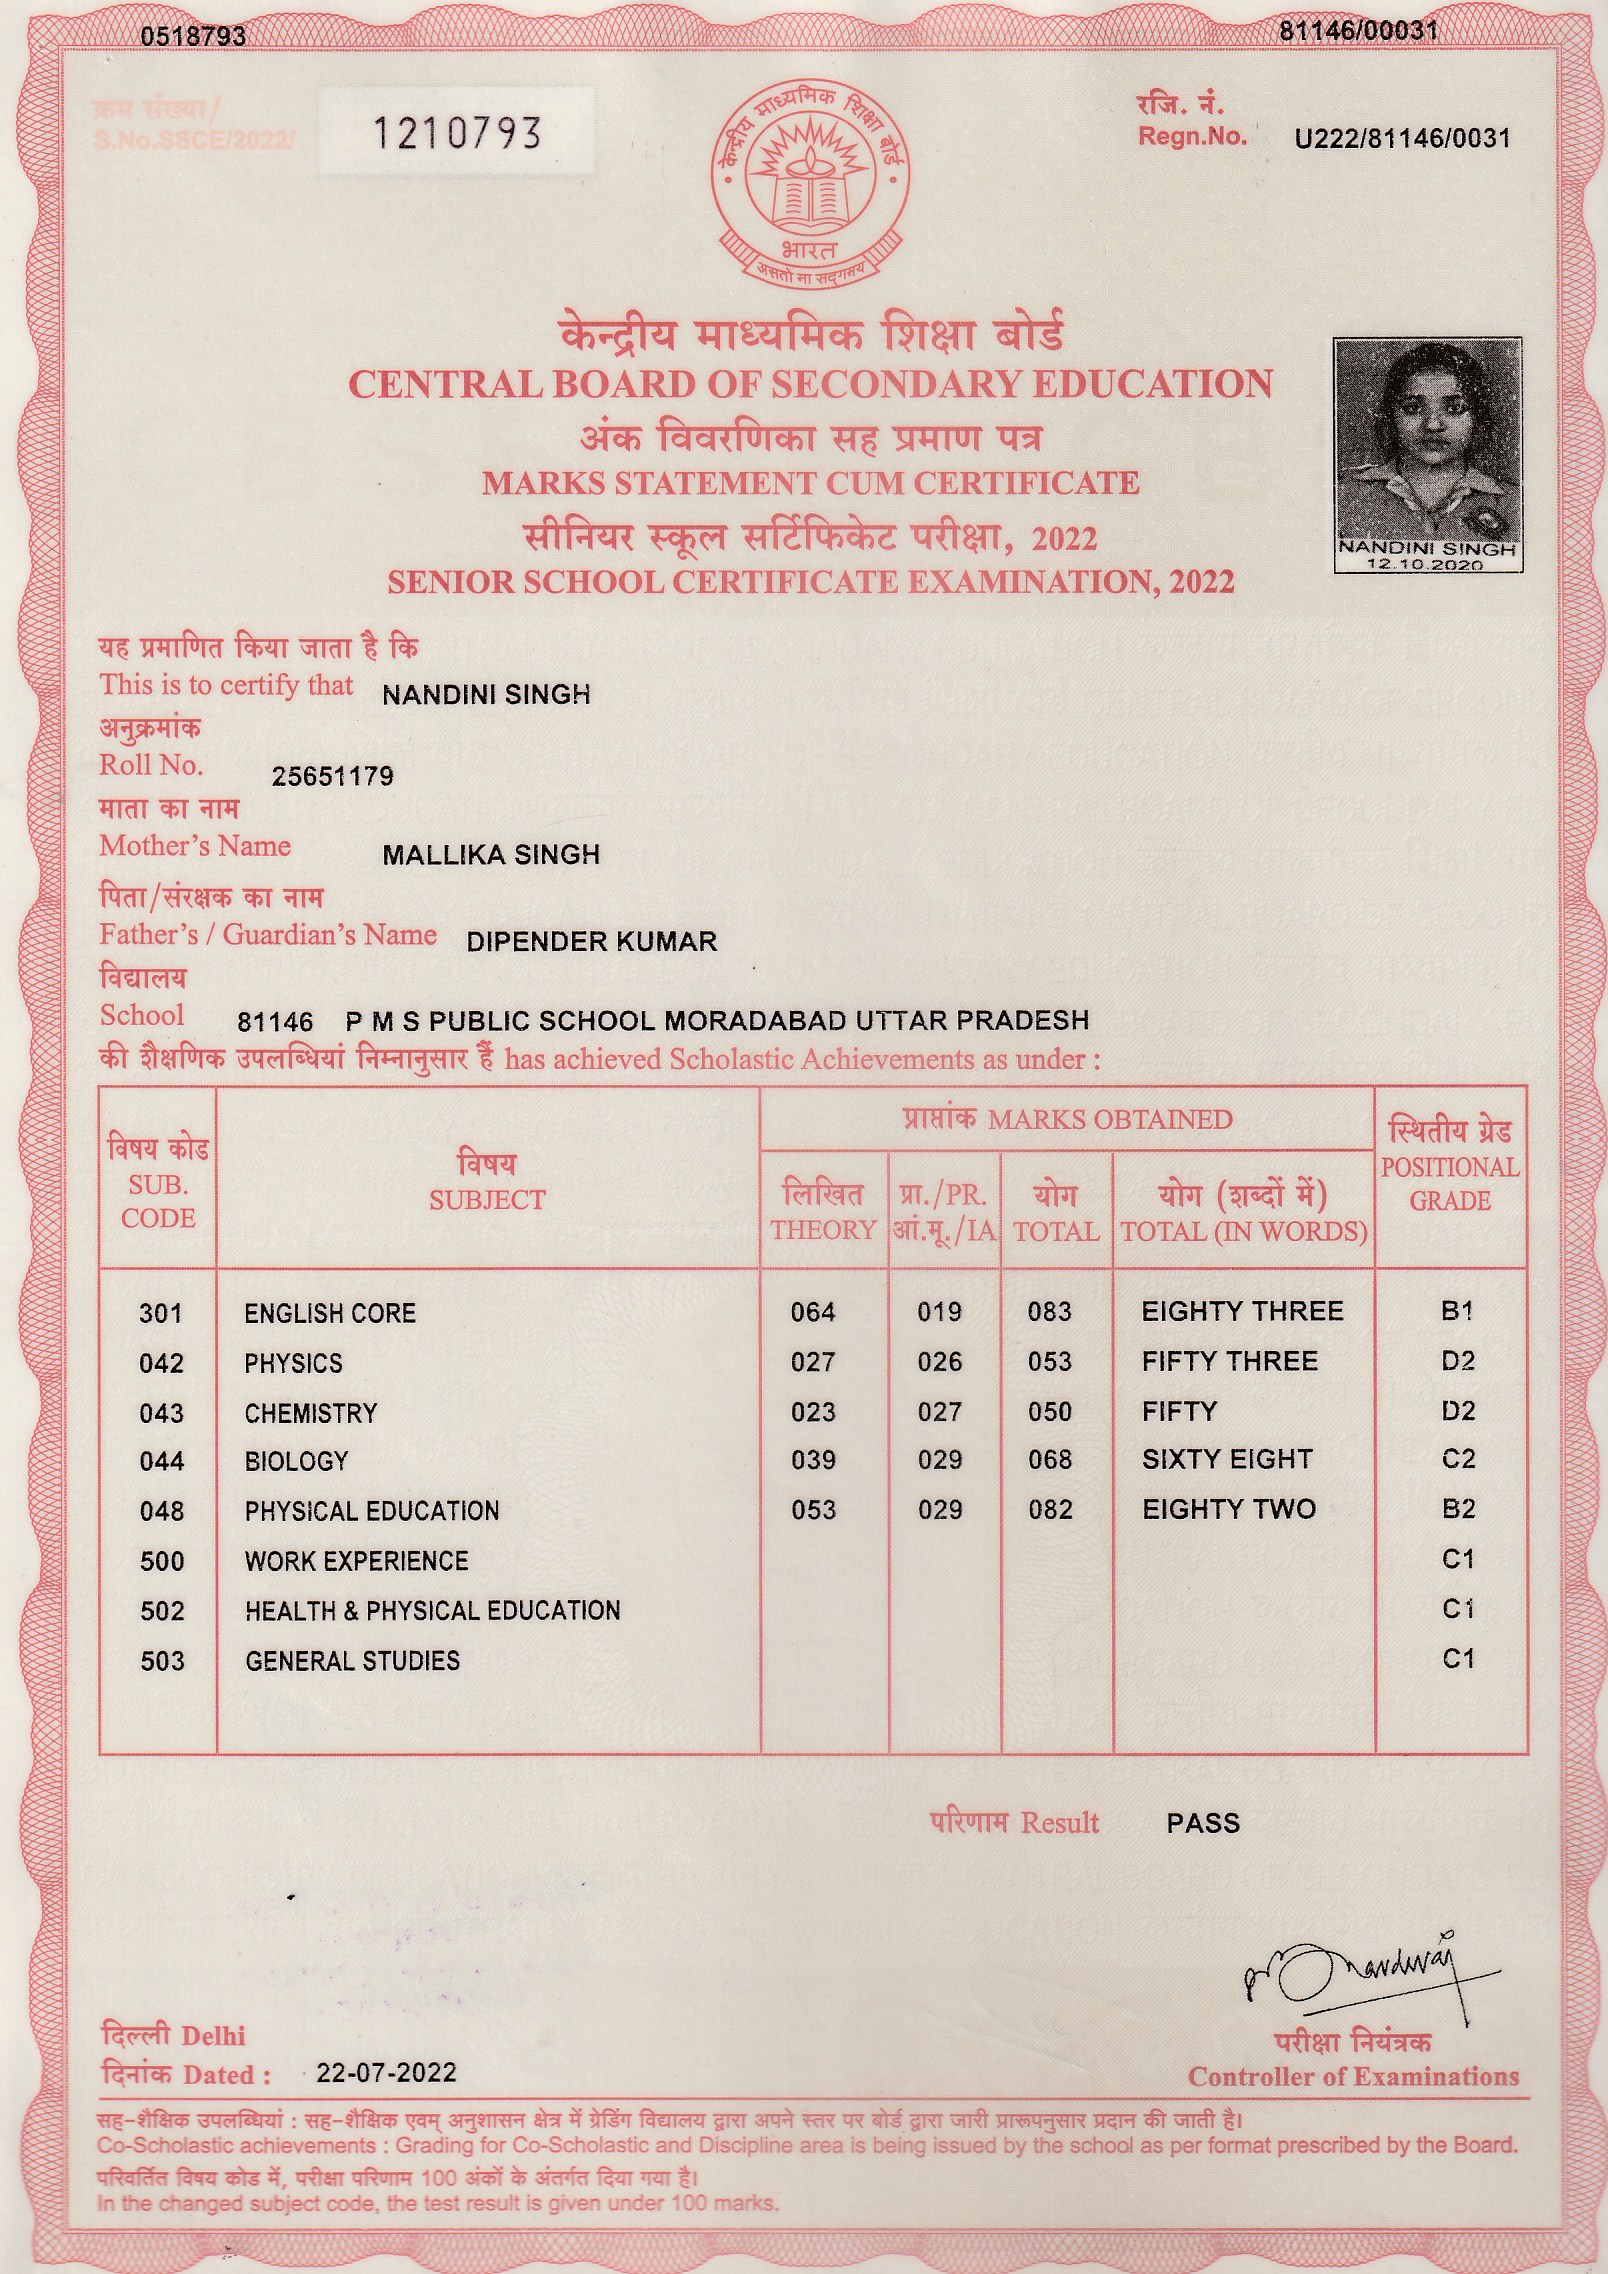 0518793
81146/00031
क्रम संख्या/
S.No.SSCE/2022/
1210793
रजि. नं.
Regn.No. U222/81146/0031
केन्द्रीय माध्यमिक शिक्षा बोर्ड
भारत
असतो मा सद्गमय
केन्द्रीय माध्यमिक शिक्षा बोर्ड
CENTRAL BOARD OF SECONDARY EDUCATION
अंक विवरणिका सह प्रमाण पत्र
MARKS STATEMENT CUM CERTIFICATE
सीनियर स्कूल सर्टिफिकेट परीक्षा, 2022
SENIOR SCHOOL CERTIFICATE EXAMINATION, 2022
NANDINI SINGH
12.10.2020
यह प्रमाणित किया जाता है कि
This is to certify that NANDINI SINGH
अनुक्रमांक
Roll No. 25651179
माता का नाम
Mother's Name MALLIKA SINGH
पिता/संरक्षक का नाम
Father's / Guardian's Name DIPENDER KUMAR
विद्यालय
School 81146 P M S PUBLIC SCHOOL MORADABAD UTTAR PRADESH
की शैक्षणिक उपलब्धियां निम्नानुसार हैं has achieved Scholastic Achievements as under :
विषय कोड
SUB.
CODE
विषय
SUBJECT
प्राप्तांक MARKS OBTAINED
लिखित
THEORY
प्रा./PR.
आं.मू./IA
योग
TOTAL
योग (शब्दों में)
TOTAL (IN WORDS)
स्थितीय ग्रेड
POSITIONAL
GRADE
301 ENGLISH CORE 064 019 083 EIGHTY THREE B1
042 PHYSICS 027 026 053 FIFTY THREE D2
043 CHEMISTRY 023 027 050 FIFTY D2
044 BIOLOGY 039 029 068 SIXTY EIGHT C2
048 PHYSICAL EDUCATION 053 029 082 EIGHTY TWO B2
500 WORK EXPERIENCE C1
502 HEALTH & PHYSICAL EDUCATION C1
503 GENERAL STUDIES C1
परिणाम Result PASS
दिल्ली Delhi
दिनांक Dated : 22-07-2022
परीक्षा नियंत्रक
Controller of Examinations
सह-शैक्षिक उपलब्धियां : सह-शैक्षिक एवम् अनुशासन क्षेत्र में ग्रेडिंग विद्यालय द्वारा अपने स्तर पर बोर्ड द्वारा जारी प्रारूपनुसार प्रदान की जाती है।
Co-Scholastic achievements : Grading for Co-Scholastic and Discipline area is being issued by the school as per format prescribed by the Board.
परिवर्तित विषय कोड में, परीक्षा परिणाम 100 अंकों के अंतर्गत दिया गया है।
In the changed subject code, the test result is given under 100 marks.